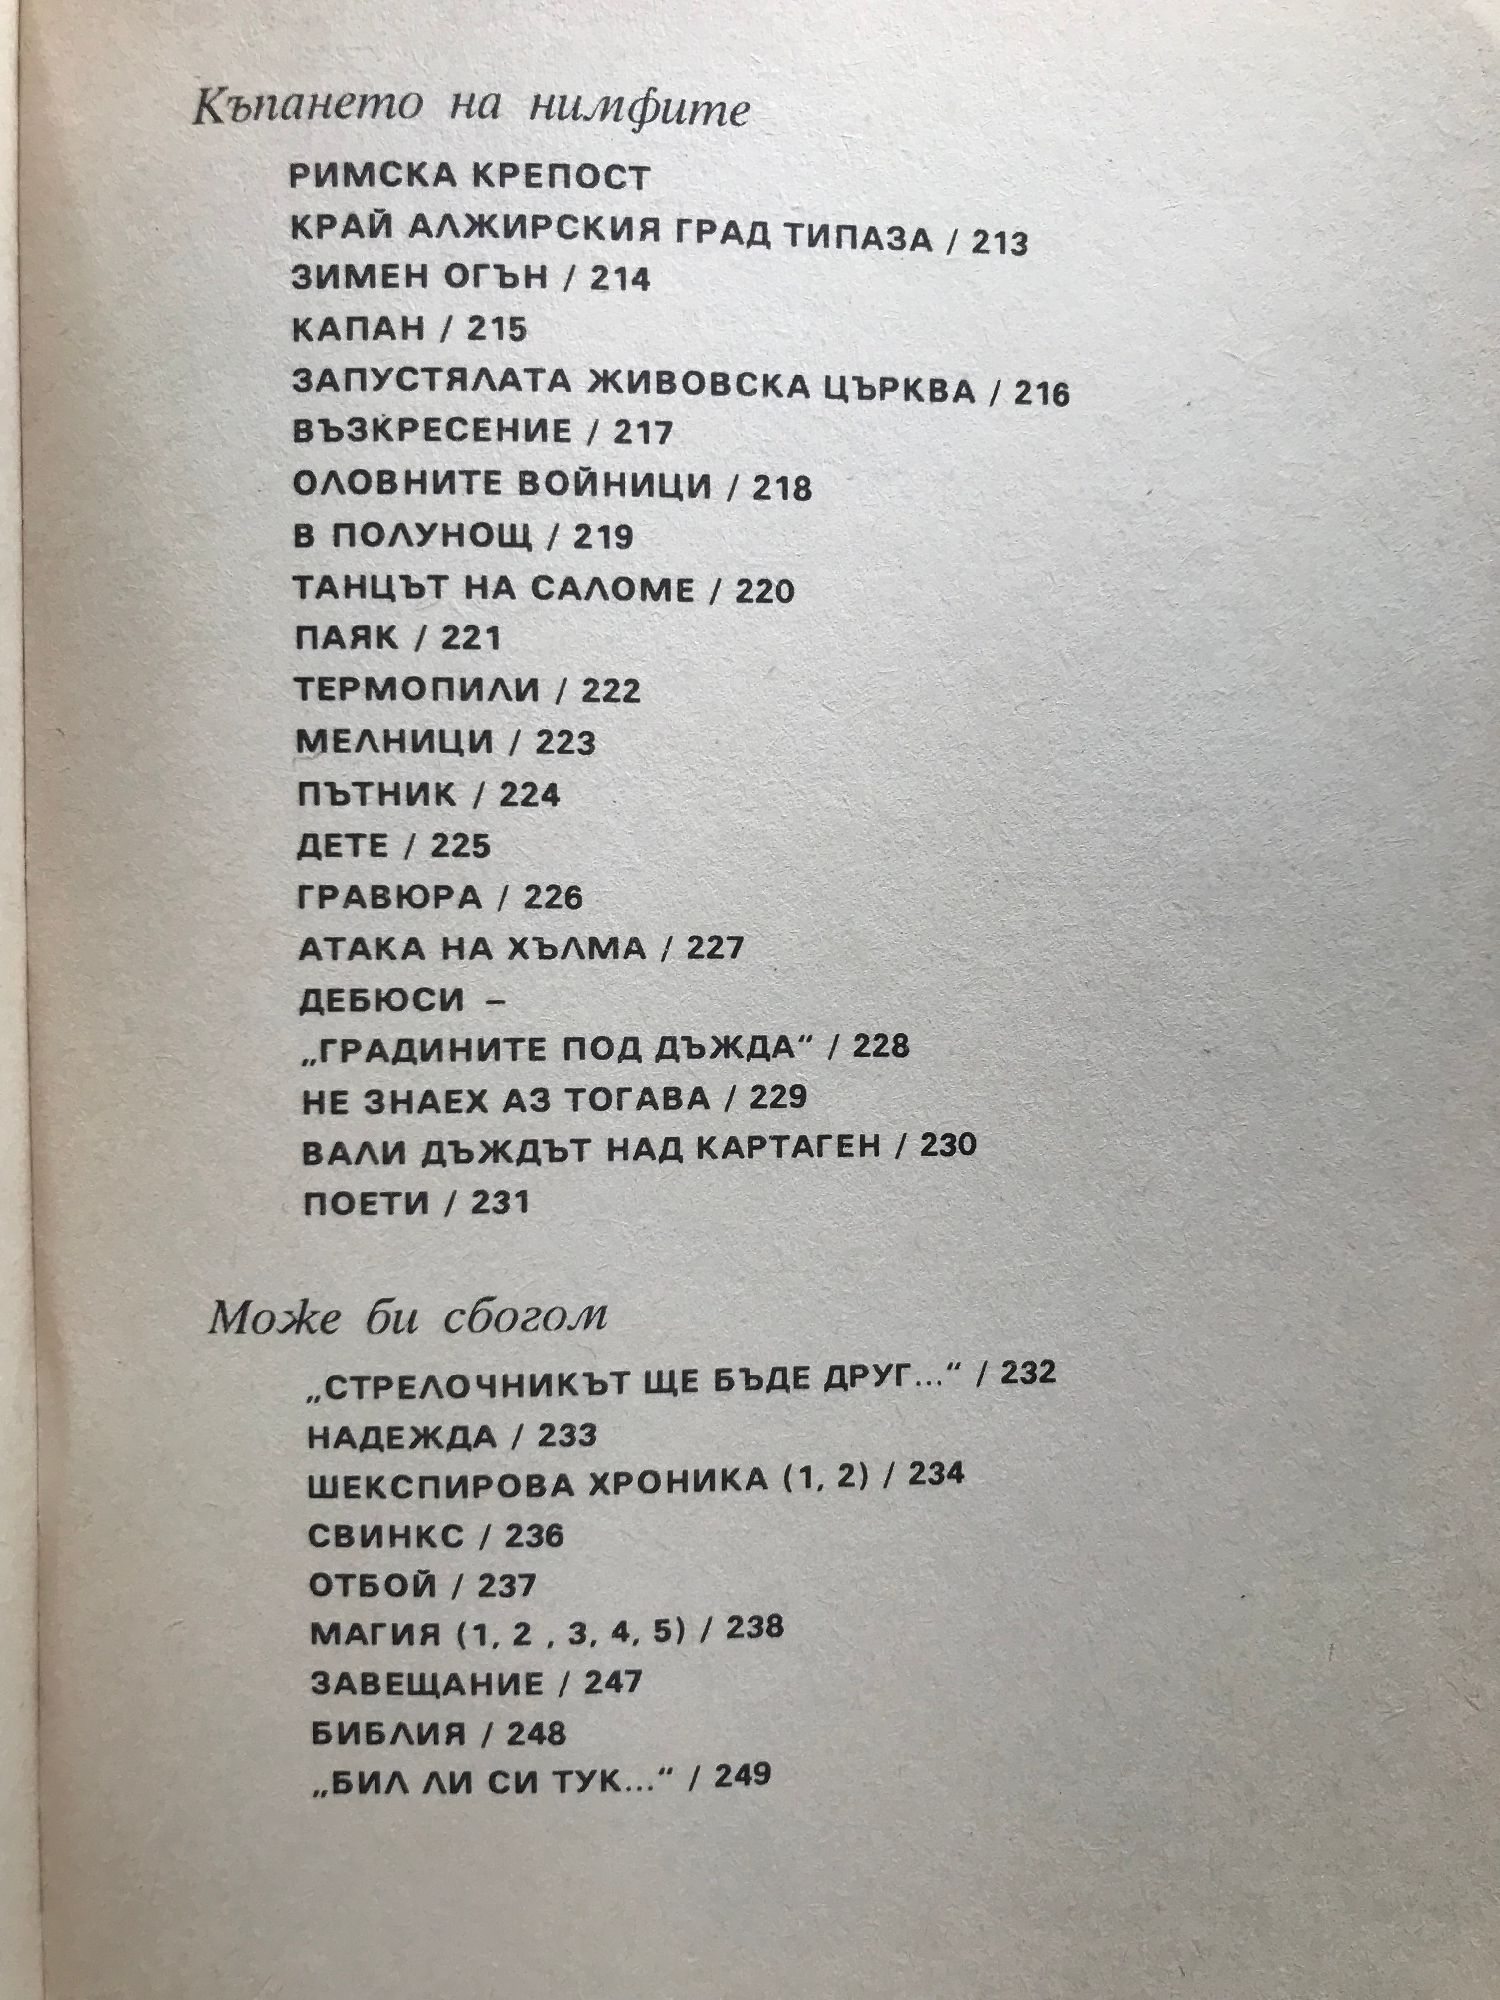 Къпането на нимфите
РИМСКА КРЕПОСТ
КРАЙ АЛЖИРСКИЯ ГРАД ТИПАЗА / 213
ЗИМЕН ОГЪН / 214
КАПАН / 215
ЗАПУСТЯЛАТА ЖИВОВСКА ЦЪРКВА / 216
ВЪЗКРЕСЕНИЕ / 217
ОЛОВНИТЕ ВОЙНИЦИ / 218
В ПОЛУНОЩ / 219
ТАНЦЪТ НА САЛОМЕ / 220
ПАЯК / 221
ТЕРМОПИЛИ / 222
МЕЛНИЦИ / 223
ПЪТНИК / 224
ДЕТЕ / 225
ГРАВЮРА / 226
АТАКА НА ХЪЛМА / 227
ДЕБЮСИ –
„ГРАДИНИТЕ ПОД ДЪЖДА“ / 228
НЕ ЗНАЕХ АЗ ТОГАВА / 229
ВАЛИ ДЪЖДЪТ НАД КАРТАГЕН / 230
ПОЕТИ / 231
Може би сбогом
„СТРЕЛОЧНИКЪТ ЩЕ БЪДЕ ДРУГ...“ / 232
НАДЕЖДА / 233
ШЕКСПИРОВА ХРОНИКА (1, 2) / 234
СВИНКС / 236
ОТБОЙ / 237
МАГИЯ (1, 2 , 3, 4, 5) / 238
ЗАВЕЩАНИЕ / 247
БИБЛИЯ / 248
„БИЛ ЛИ СИ ТУК...“ / 249